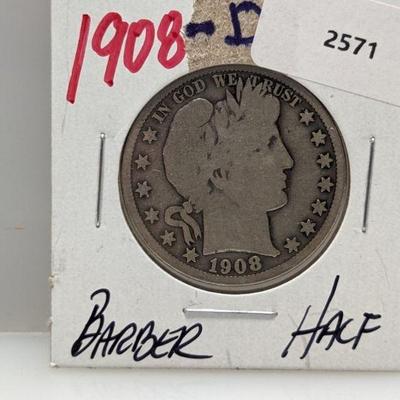 1908-D
2571
IN GOD WE TRUST
1908
BARBER HALF